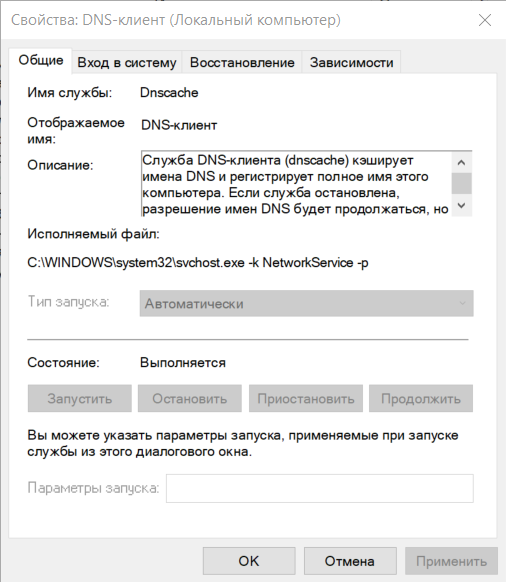 Свойства: DNS-клиент (Локальный компьютер)
Общие Вход в систему Восстановление Зависимости
Имя службы: Dnscache
Отображаемое имя: DNS-клиент
Описание: Служба DNS-клиента (dnscache) кэширует
имена DNS и регистрирует полное имя этого
компьютера. Если служба остановлена,
разрешение имен DNS будет продолжаться, но
Исполняемый файл:
C:\WINDOWS\system32\svchost.exe -k NetworkService -p
Тип запуска: Автоматически
Состояние: Выполняется
Запустить Остановить Приостановить Продолжить
Вы можете указать параметры запуска, применяемые при запуске
службы из этого диалогового окна.
Параметры запуска:
OK Отмена Применить